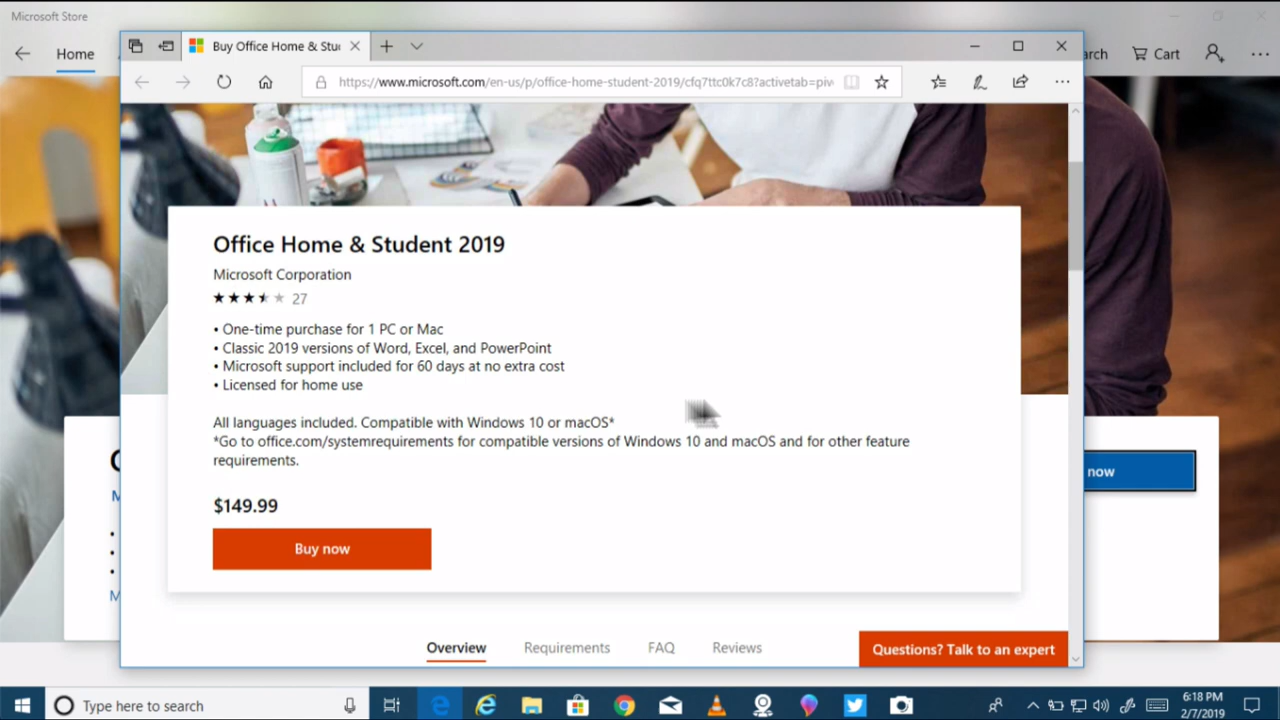 Microsoft Store
Home
Cart
Buy Office Home & Stu
https://www.microsoft.com/en-us/p/office-home-student-2019/cfq7ttc0k7c8?activetab=piv
Office Home & Student 2019
Microsoft Corporation
27
• One-time purchase for 1 PC or Mac
• Classic 2019 versions of Word, Excel, and PowerPoint
• Microsoft support included for 60 days at no extra cost
• Licensed for home use
All languages included. Compatible with Windows 10 or macOS*
*Go to office.com/systemrequirements for compatible versions of Windows 10 and macOS and for other feature
requirements.
now
$149.99
Buy now
Overview Requirements FAQ Reviews
Questions? Talk to an expert
Type here to search
6:18 PM
2/7/2019